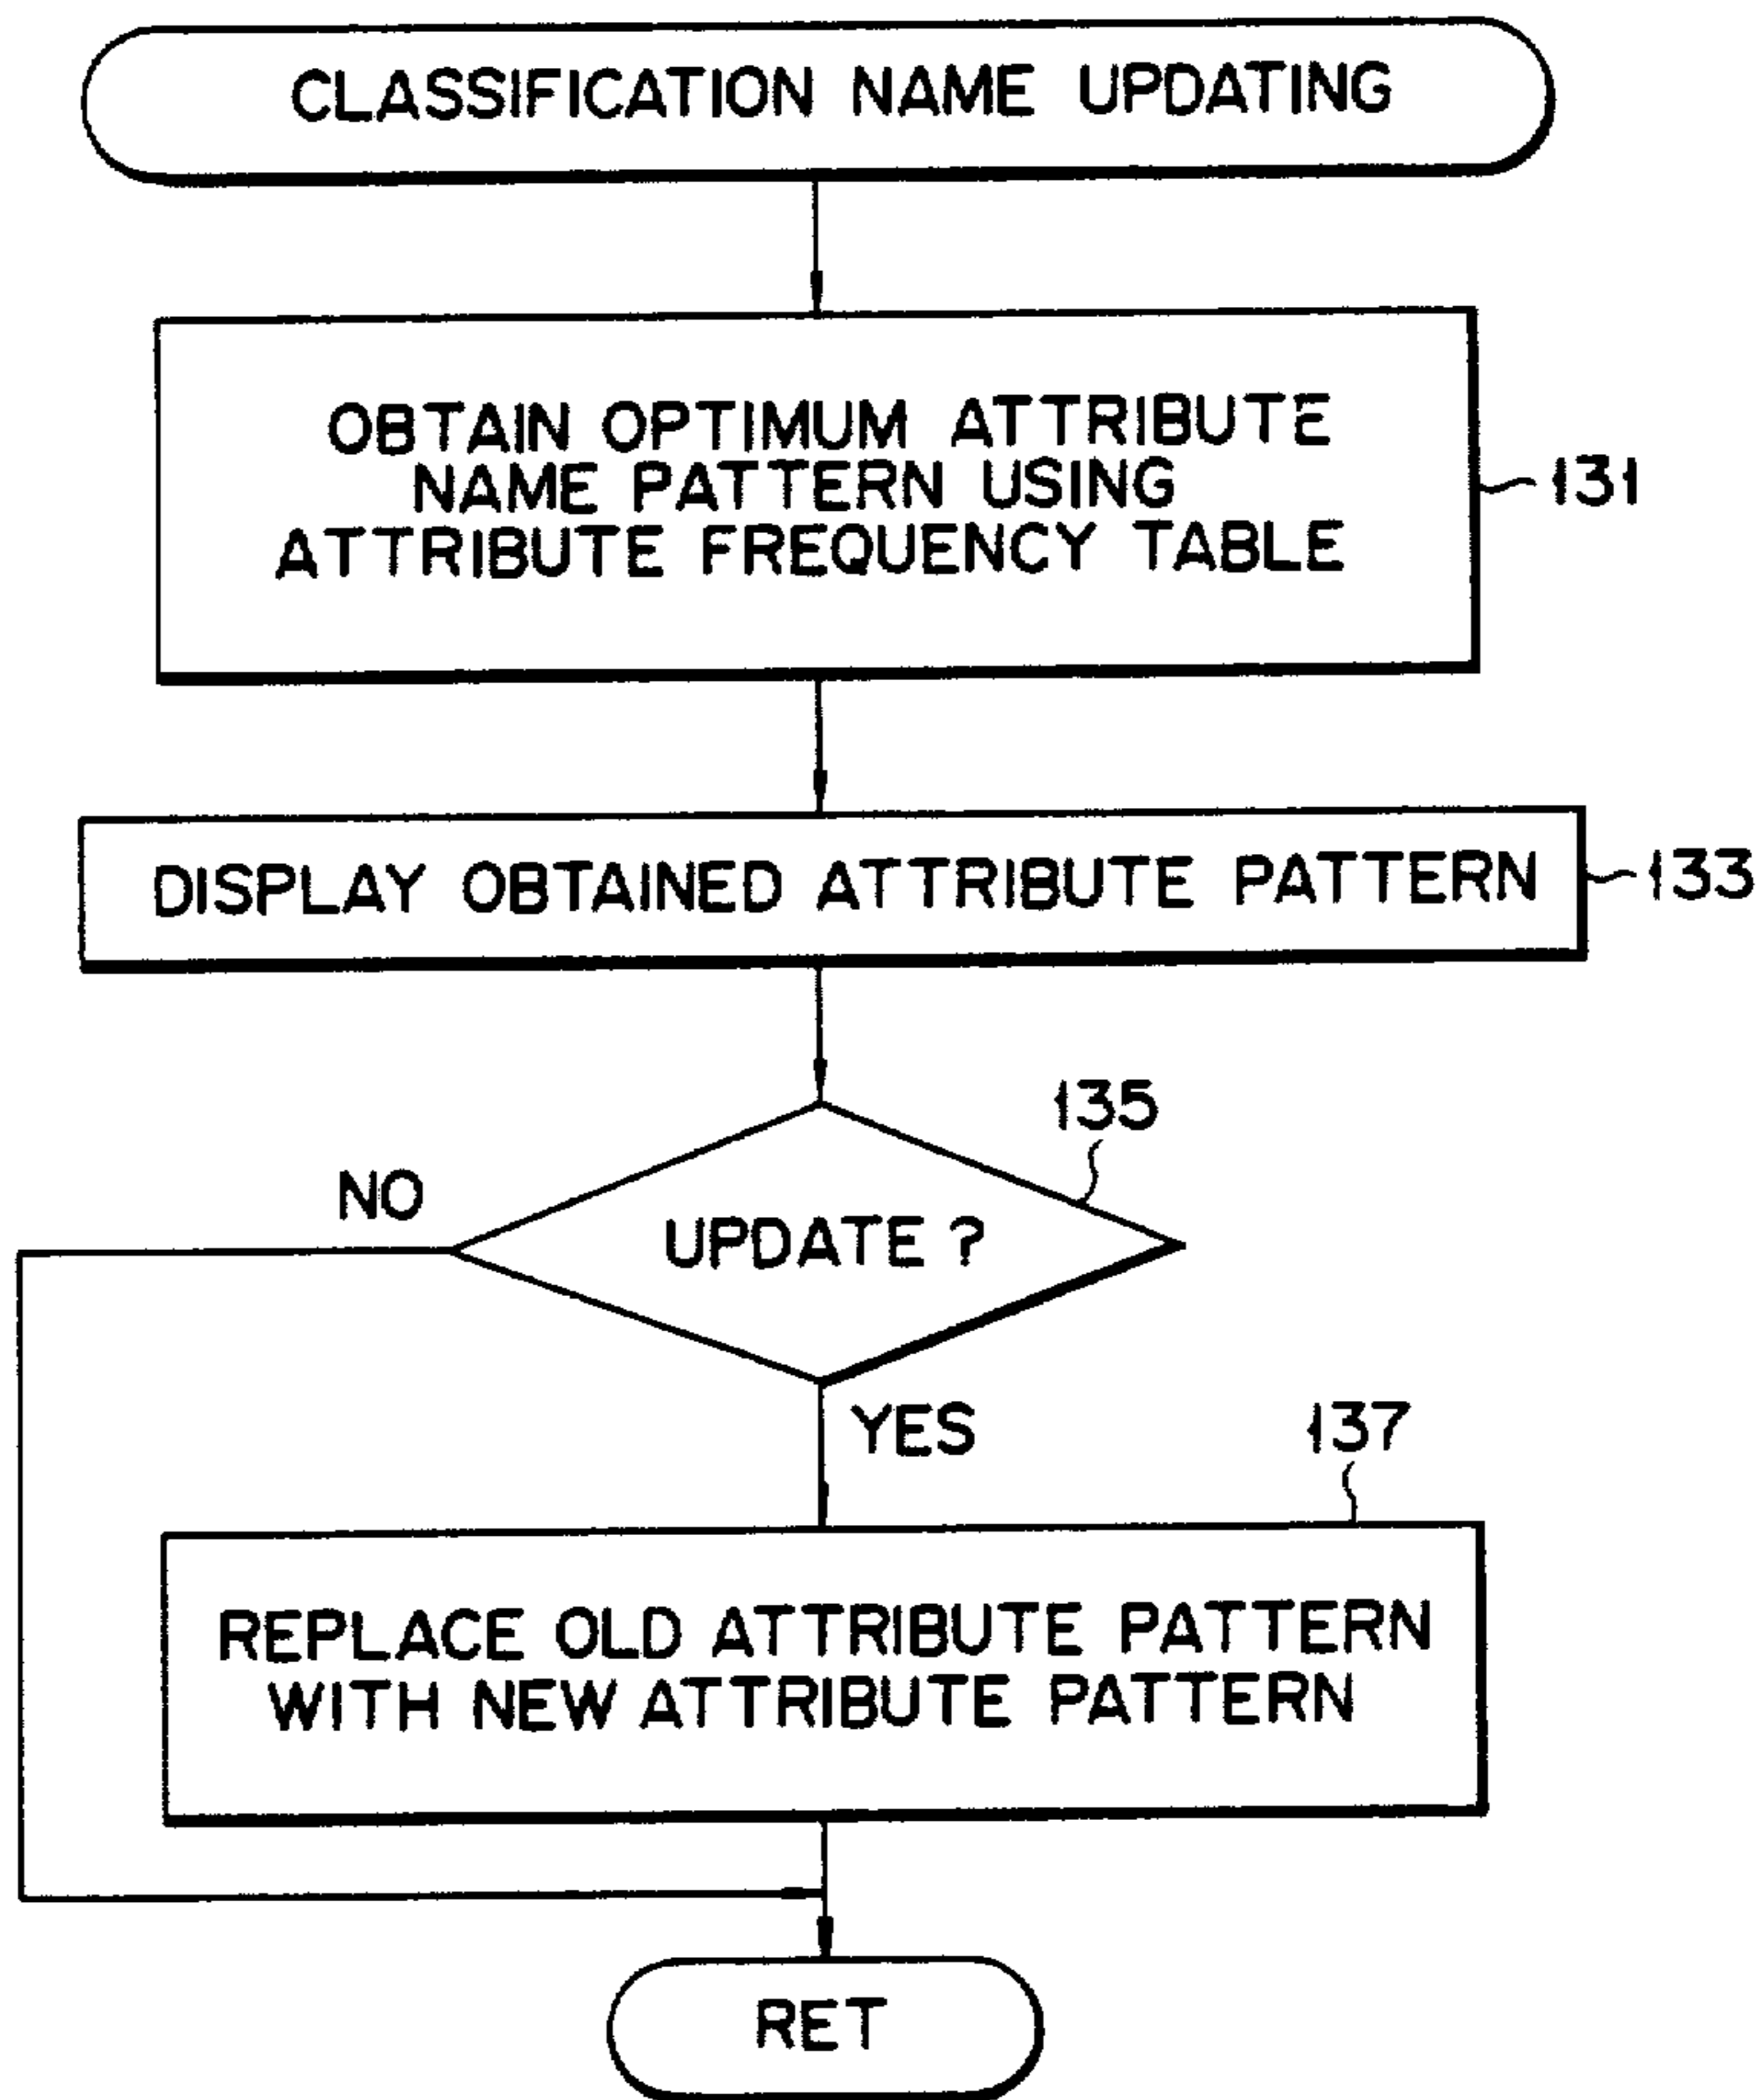 CLASSIFICATION NAME UPDATING
OBTAIN OPTIMUM ATTRIBUTE
NAME PATTERN USING
ATTRIBUTE FREQUENCY TABLE
131
DISPLAY OBTAINED ATTRIBUTE PATTERN
133
135
NO
UPDATE ?
YES
137
REPLACE OLD ATTRIBUTE PATTERN
WITH NEW ATTRIBUTE PATTERN
RET